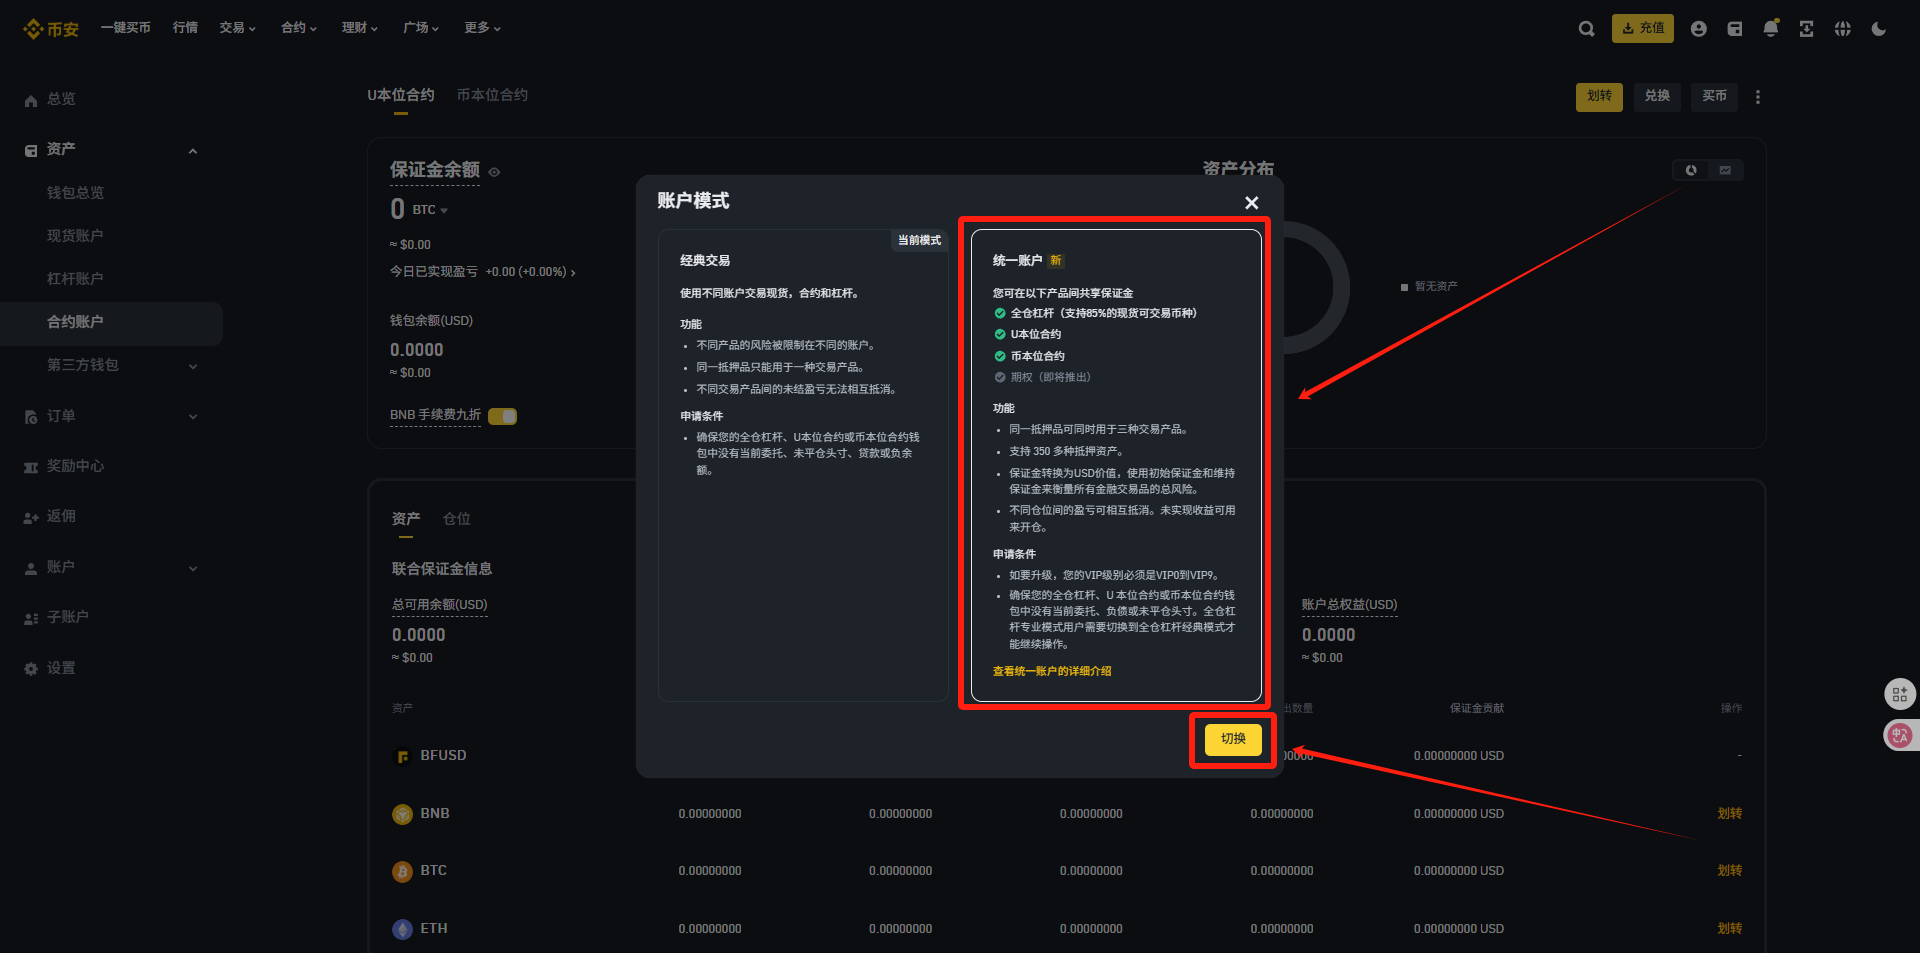 币安
一键买币
行情
交易
合约
理财
广场
更多
充值
总览
资产
钱包总览
现货账户
杠杆账户
合约账户
第三方钱包
订单
奖励中心
返佣
账户
子账户
设置
U本位合约
币本位合约
划转
兑换
买币
保证金余额
0 BTC
≈ $0.00
今日已实现盈亏 +0.00 (+0.00%)
钱包余额(USD)
0.0000
≈ $0.00
BNB 手续费九折
资产分布
暂无资产
账户模式
当前模式
经典交易
使用不同账户交易现货，合约和杠杆。
功能
不同产品的风险被限制在不同的账户。
同一抵押品只能用于一种交易产品。
不同交易产品间的未结盈亏无法相互抵消。
申请条件
确保您的全仓杠杆、U本位合约或币本位合约钱
包中没有当前委托、未平仓头寸、贷款或负余
额。
统一账户 新
您可在以下产品间共享保证金
全仓杠杆（支持85%的现货可交易币种）
U本位合约
币本位合约
期权（即将推出）
功能
同一抵押品可同时用于三种交易产品。
支持 350 多种抵押资产。
保证金转换为USD价值，使用初始保证金和维持
保证金来衡量所有金融交易品的总风险。
不同仓位间的盈亏可相互抵消。未实现收益可用
来开仓。
申请条件
如要升级，您的VIP级别必须是VIP0到VIP9。
确保您的全仓杠杆、U 本位合约或币本位合约钱
包中没有当前委托、负债或未平仓头寸。全仓杠
杆专业模式用户需要切换到全仓杠杆经典模式才
能继续操作。
查看统一账户的详细介绍
切换
资产
仓位
联合保证金信息
总可用余额(USD)
0.0000
≈ $0.00
账户总权益(USD)
0.0000
≈ $0.00
资产
出数量
保证金贡献
操作
BFUSD
0.00000000 USD
-
BNB
0.00000000
0.00000000
0.00000000
0.00000000
0.00000000 USD
划转
BTC
0.00000000
0.00000000
0.00000000
0.00000000
0.00000000 USD
划转
ETH
0.00000000
0.00000000
0.00000000
0.00000000
0.00000000 USD
划转